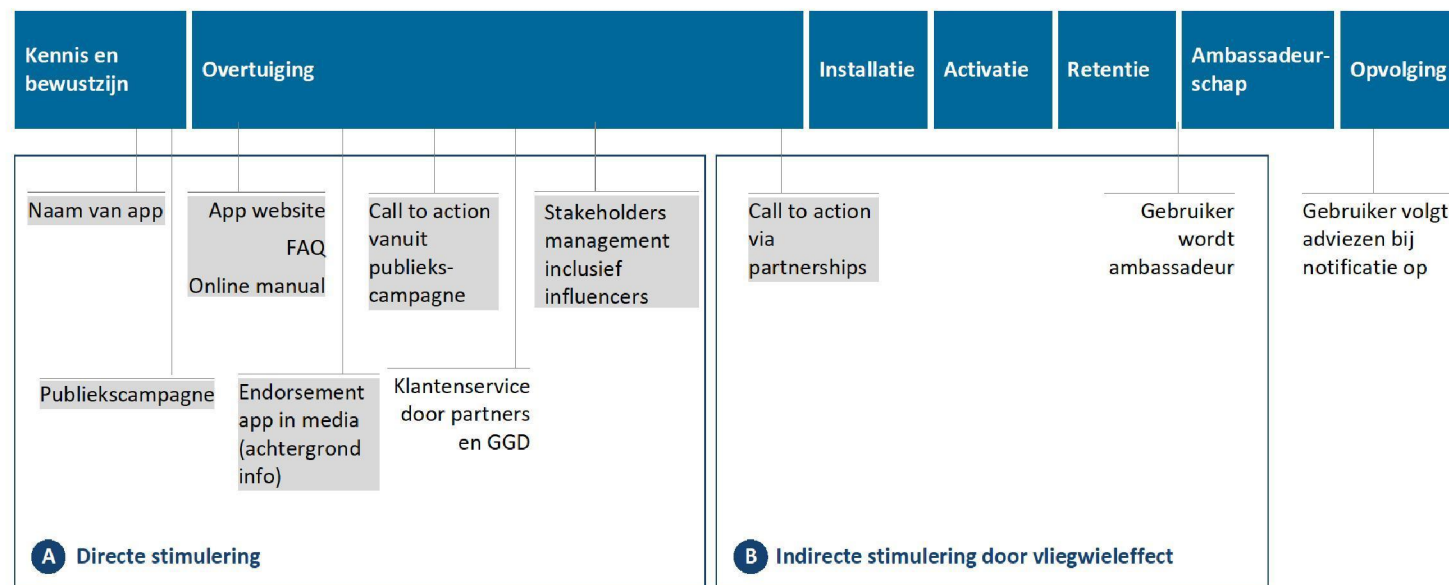 Kennis en
bewustzijn
Overtuiging
Installatie
Activatie
Retentie
Ambassadeur-
schap
Opvolging
Naam van app
App website
FAQ
Online manual
Call to action
vanuit
publieks-
campagne
Stakeholders
management
inclusief
influencers
Call to action
via
partnerships
Gebruiker
wordt
ambassadeur
Gebruiker volgt
adviezen bij
notificatie op
Publiekscampagne
Endorsement
app in media
(achtergrond
info)
Klantenservice
door partners
en GGD
A Directe stimulering
B Indirecte stimulering door vliegwieleffect